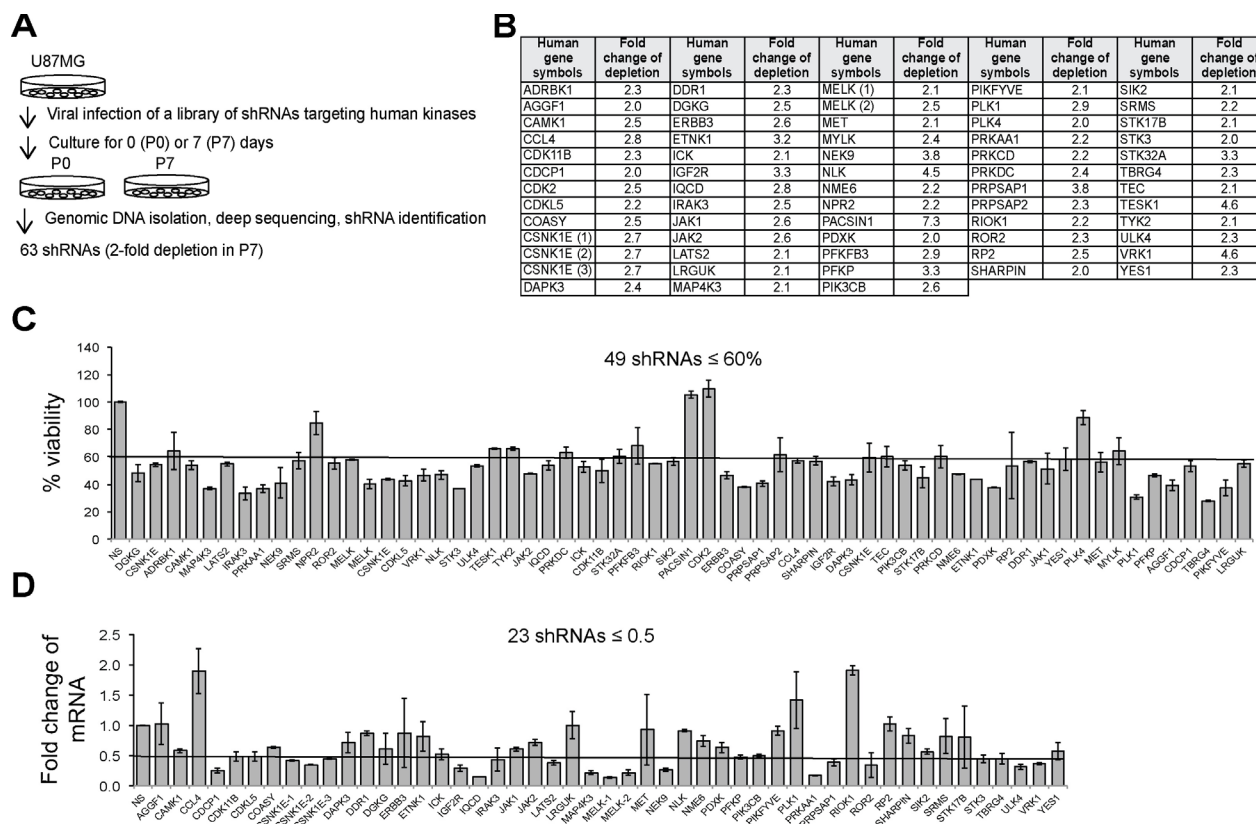 A
U87MG
Viral infection of a library of shRNAs targeting human kinases
Culture for 0 (P0) or 7 (P7) days
P0 P7
Genomic DNA isolation, deep sequencing, shRNA identification
63 shRNAs (2-fold depletion in P7)
B
Human gene symbols Fold change of depletion Human gene symbols Fold change of depletion Human gene symbols Fold change of depletion Human gene symbols Fold change of depletion Human gene symbols Fold change of depletion
ADRBK1 2.3 DDR1 2.3 MELK (1) 2.1 PIKFYVE 2.1 SIK2 2.1
AGGF1 2.0 DGKG 2.5 MELK (2) 2.5 PLK1 2.9 SRMS 2.2
CAMK1 2.5 ERBB3 2.6 MET 2.1 PLK4 2.0 STK17B 2.1
CCL4 2.8 ETNK1 3.2 MYLK 2.4 PRKAA1 2.2 STK3 2.0
CDK11B 2.3 ICK 2.1 NEK9 3.8 PRKCD 2.2 STK32A 3.3
CDCP1 2.0 IGF2R 3.3 NLK 4.5 PRKDC 2.4 TBRG4 2.3
CDK2 2.5 IQCD 2.8 NME6 2.2 PRPSAP1 3.8 TEC 2.1
CDKL5 2.2 IRAK3 2.5 NPR2 2.2 PRPSAP2 2.3 TESK1 4.6
COASY 2.5 JAK1 2.6 PACSIN1 7.3 RIOK1 2.2 TYK2 2.1
CSNK1E (1) 2.7 JAK2 2.6 PDXK 2.0 ROR2 2.3 ULK4 2.3
CSNK1E (2) 2.7 LATS2 2.1 PFKFB3 2.9 RP2 2.5 VRK1 4.6
CSNK1E (3) 2.7 LRGUK 2.1 PFKP 3.3 SHARPIN 2.0 YES1 2.3
DAPK3 2.4 MAP4K3 2.1 PIK3CB 2.6
C
49 shRNAs ≤ 60%
% viability
140
120
100
80
60
40
20
0
NS DGKG CSNK1E ADRBK1 CAMK1 MAP4K3 LATS2 IRAK3 PRKAA1 NEK9 SRMS NPR2 ROR2 MELK MELK CSNK1E CDKL5 VRK1 NLK STK3 ULK4 TESK1 TYK2 JAK2 IQCD PRKDC ICK CDK11B STK32A PFKFB3 RIOK1 SIK2 PACSIN1 CDK2 ERBB3 COASY PRPSAP1 PRPSAP2 CCL4 SHARPIN IGF2R DAPK3 CSNK1E TEC PIK3CB STK17B PRKCD NME6 ETNK1 PDXK RP2 DDR1 JAK1 YES1 PLK4 MET MYLK PLK1 PFKP AGGF1 CDCP1 TBRG4 PIKFYVE LRGUK
D
23 shRNAs ≤ 0.5
Fold change of
mRNA
2.5
2.0
1.5
1.0
0.5
0.0
NS AGGF1 CAMK1 CCL4 CDCP1 CDK11B CDKL5 COASY CSNK1E-1 CSNK1E-2 CSNK1E-3 DAPK3 DDR1 DGKG ERBB3 ETNK1 ICK IGF2R IQCD IRAK3 JAK1 JAK2 LATS2 LRGUK MAP4K3 MELK-1 MELK-2 MET NEK9 NLK NME6 PDXK PFKP PIK3CB PIKFYVE PLK1 PRKAA1 PRPSAP1 RIOK1 ROR2 RP2 SHARPIN SIK2 SRMS STK17B STK3 TBRG4 ULK4 VRK1 YES1